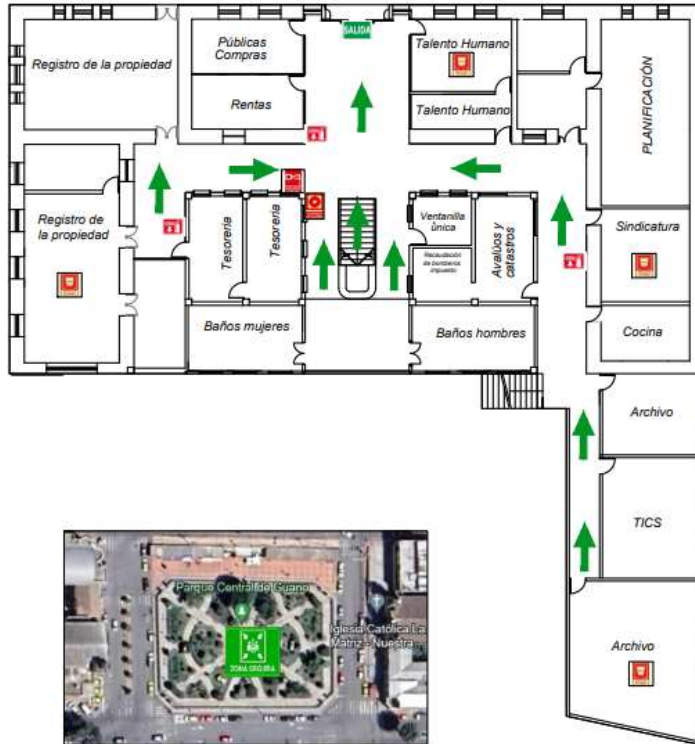 SALIDA
Públicas
Compras
Talento Humano
Registro de la propiedad
Rentas
Talento Humano
PLANIFICACIÓN
Registro de
la propiedad
Tesorería
Tesorería
Ventanilla
única
Recaudación
de bomberos
impuesto
Avalúos y
catastros
Sindicatura
Baños mujeres
Baños hombres
Cocina
Archivo
TICS
Archivo
Parque Central de Guano
Iglesia Católica La
Matriz - Nuestra...
ZONA SEGURA